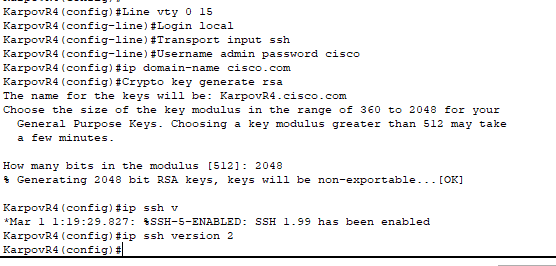 KarpovR4(config)#Line vty 0 15
KarpovR4(config-line)#Login local
KarpovR4(config-line)#Transport input ssh
KarpovR4(config-line)#Username admin password cisco
KarpovR4(config)#ip domain-name cisco.com
KarpovR4(config)#Crypto key generate rsa
The name for the keys will be: KarpovR4.cisco.com
Choose the size of the key modulus in the range of 360 to 2048 for your
General Purpose Keys. Choosing a key modulus greater than 512 may take
a few minutes.
How many bits in the modulus [512]: 2048
% Generating 2048 bit RSA keys, keys will be non-exportable...[OK]
KarpovR4(config)#ip ssh v
*Mar 1 1:19:29.827: %SSH-5-ENABLED: SSH 1.99 has been enabled
KarpovR4(config)#ip ssh version 2
KarpovR4(config)#